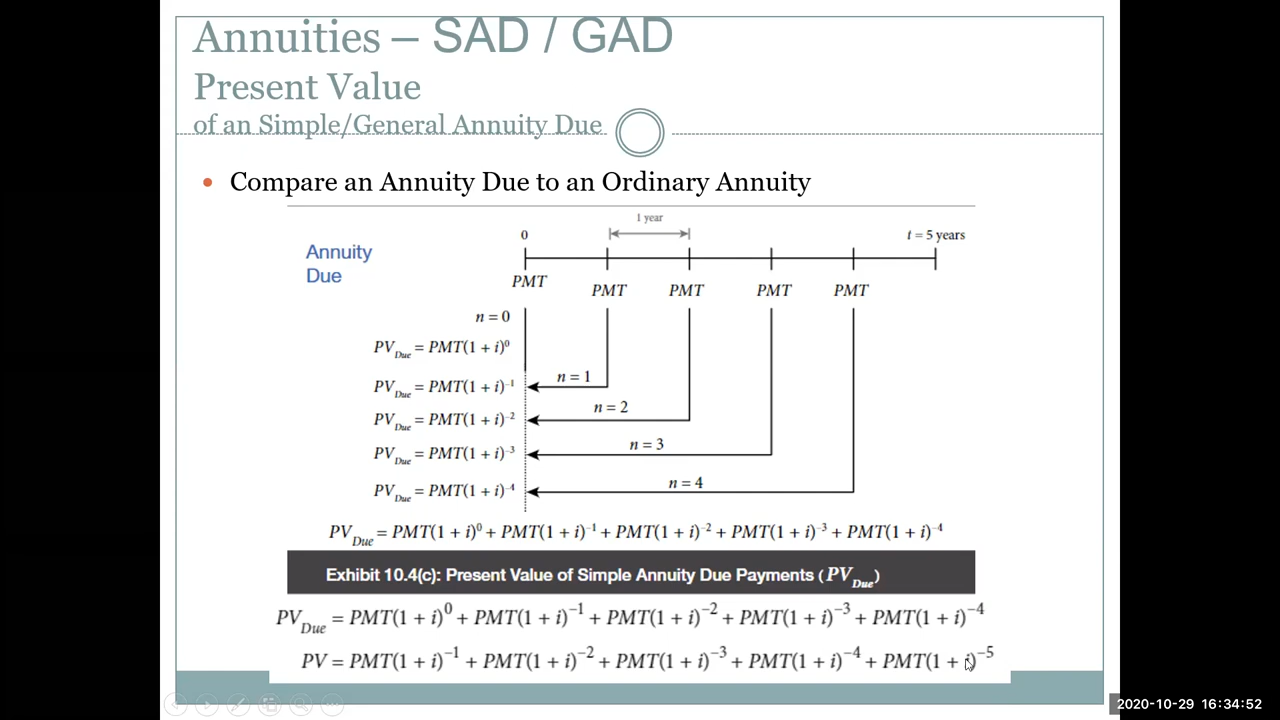 Annuities – SAD / GAD
Present Value
of an Simple/General Annuity Due
• Compare an Annuity Due to an Ordinary Annuity
1 year
0
t = 5 years
Annuity
Due
PMT PMT PMT PMT PMT
n = 0
PV_Due = PMT(1 + i)^0
PV_Due = PMT(1 + i)^–1
n = 1
PV_Due = PMT(1 + i)^–2
n = 2
PV_Due = PMT(1 + i)^–3
n = 3
PV_Due = PMT(1 + i)^–4
n = 4
PV_Due = PMT(1 + i)^0 + PMT(1 + i)^–1 + PMT(1 + i)^–2 + PMT(1 + i)^–3 + PMT(1 + i)^–4
Exhibit 10.4(c): Present Value of Simple Annuity Due Payments (PV_Due)
PV_Due = PMT(1 + i)^0 + PMT(1 + i)^–1 + PMT(1 + i)^–2 + PMT(1 + i)^–3 + PMT(1 + i)^–4
PV = PMT(1 + i)^–1 + PMT(1 + i)^–2 + PMT(1 + i)^–3 + PMT(1 + i)^–4 + PMT(1 + i)^–5
2020-10-29 16:34:52